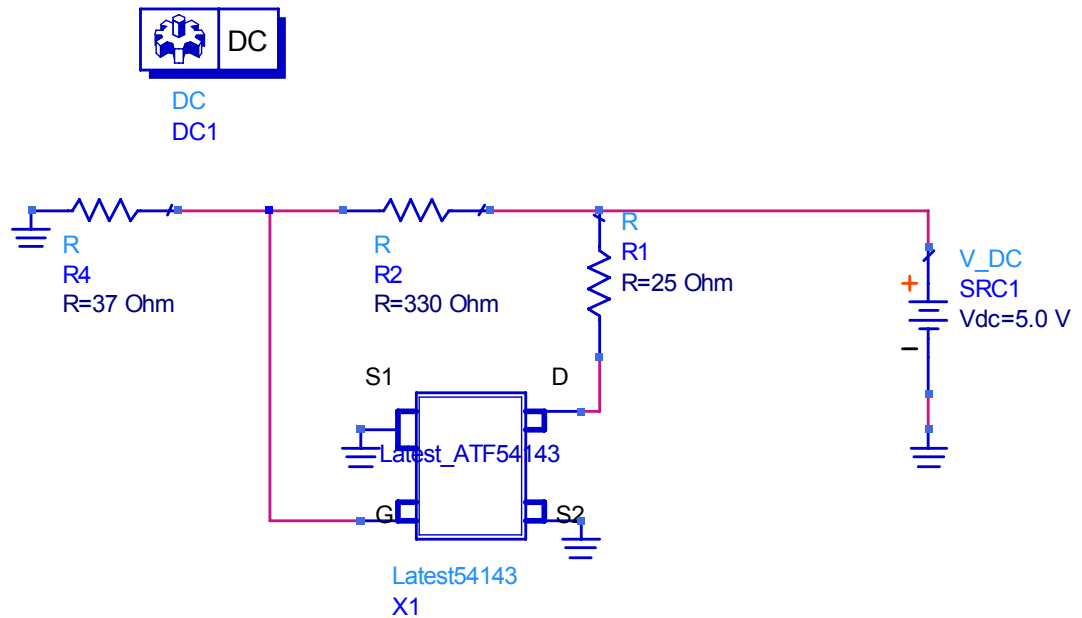 DC
DC
DC1
R
R4
R=37 Ohm
R
R2
R=330 Ohm
R
R1
R=25 Ohm
+
V_DC
SRC1
Vdc=5.0 V
−
S1
D
Latest_ATF54143
G
S2
Latest54143
X1